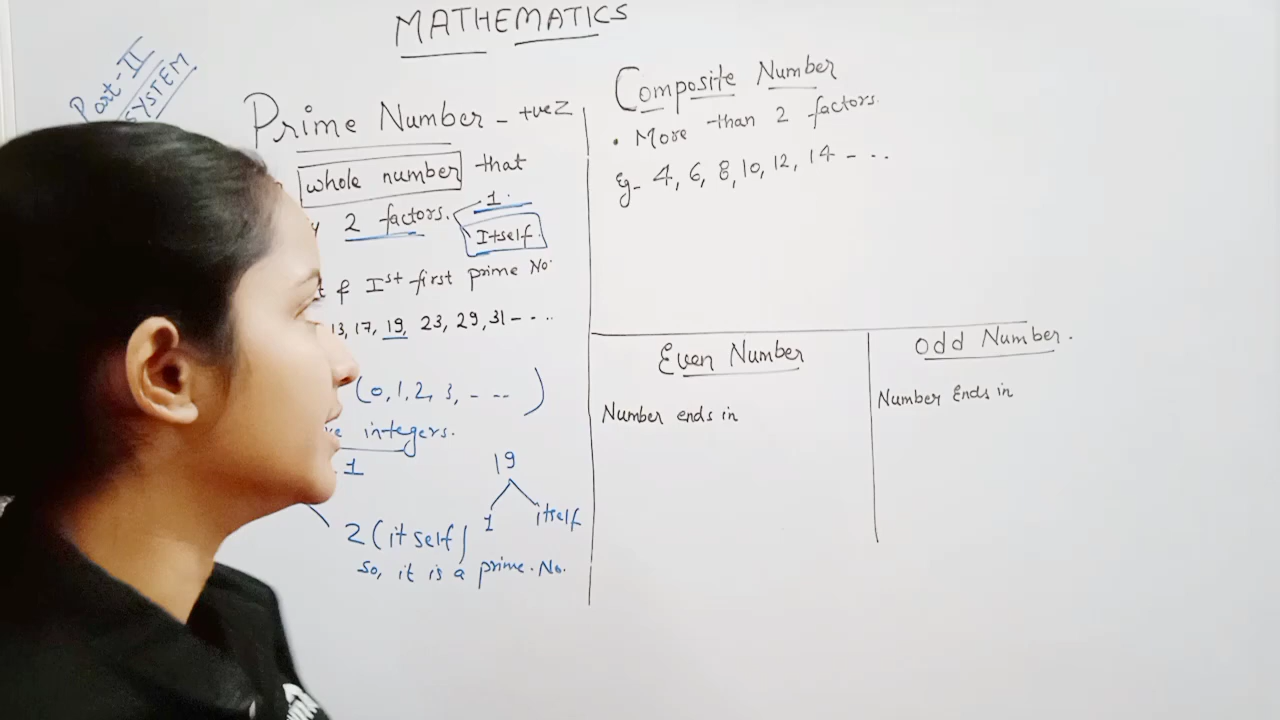 MATHEMATICS
Part-II
SYSTEM
Prime Number - +ve Z
whole number that
2 factors. 1.
Itself.
Ist first prime No.
13, 17, 19, 23, 29, 31 - - ..
(0, 1, 2, 3, - - -- )
integers.
1
19
1 itself
2 (itself)
So, it is a prime. No.
Composite Number
• More than 2 factors.
Eg- 4, 6, 8, 10, 12, 14 - ...
Even Number
Number ends in
Odd Number.
Number Ends in